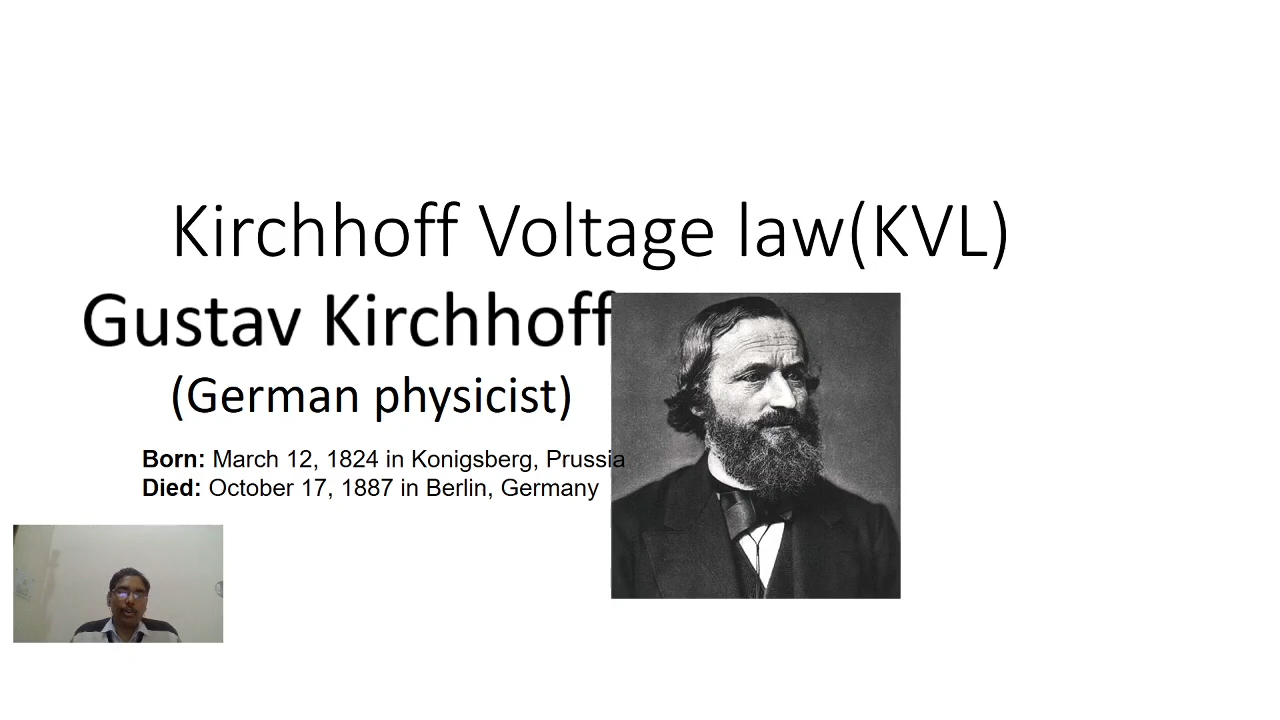 Kirchhoff Voltage law(KVL)
Gustav Kirchhoff
(German physicist)
Born: March 12, 1824 in Konigsberg, Prussia
Died: October 17, 1887 in Berlin, Germany